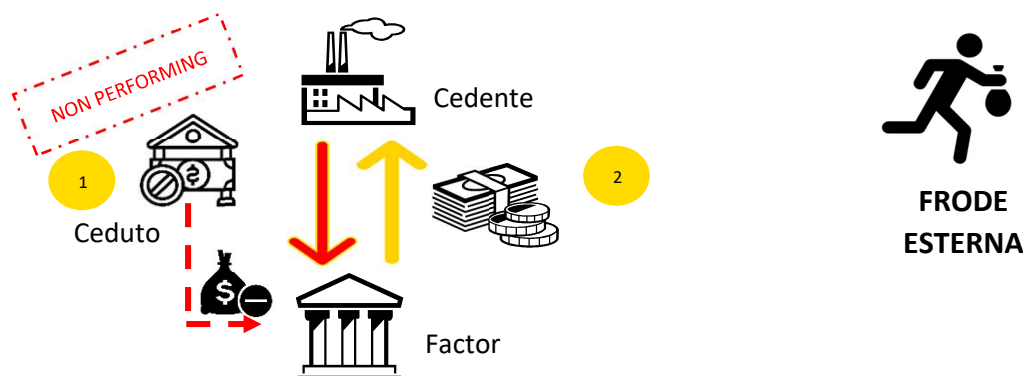 NON PERFORMING
Cedente
1
2
Ceduto
FRODE
ESTERNA
$
$
Factor